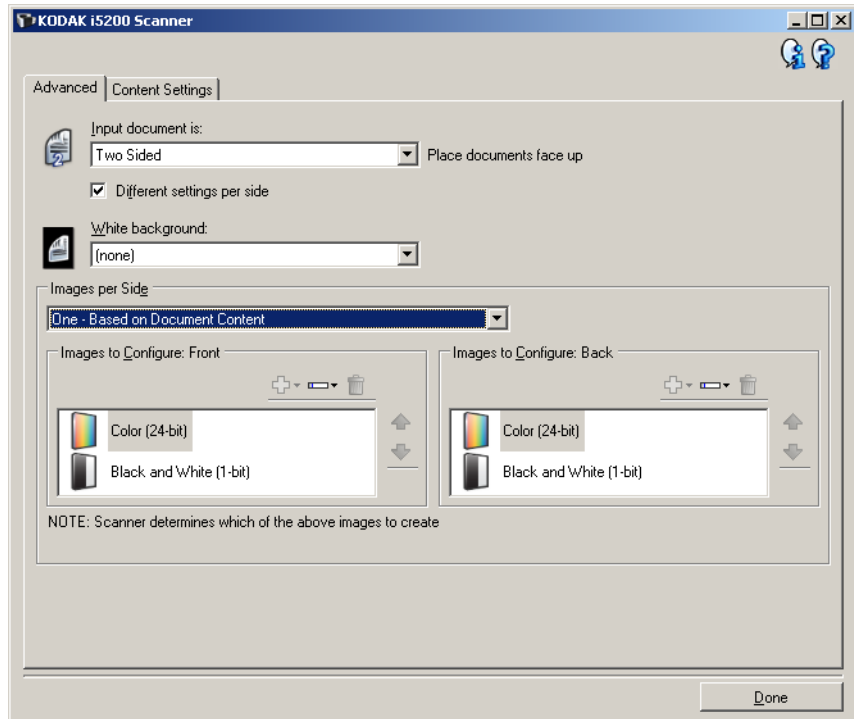 KODAK i5200 Scanner
Advanced
Content Settings
Input document is:
2
Two Sided
Place documents face up
Different settings per side
White background:
(none)
Images per Side
One - Based on Document Content
Images to Configure: Front
Images to Configure: Back
Color (24-bit)
Black and White (1-bit)
Color (24-bit)
Black and White (1-bit)
NOTE: Scanner determines which of the above images to create
Done